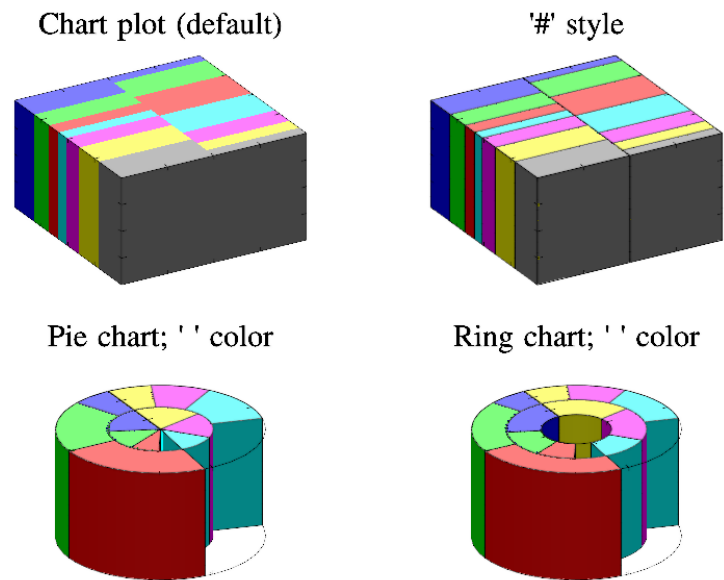 Chart plot (default)
'#' style
Pie chart; ' ' color
Ring chart; ' ' color